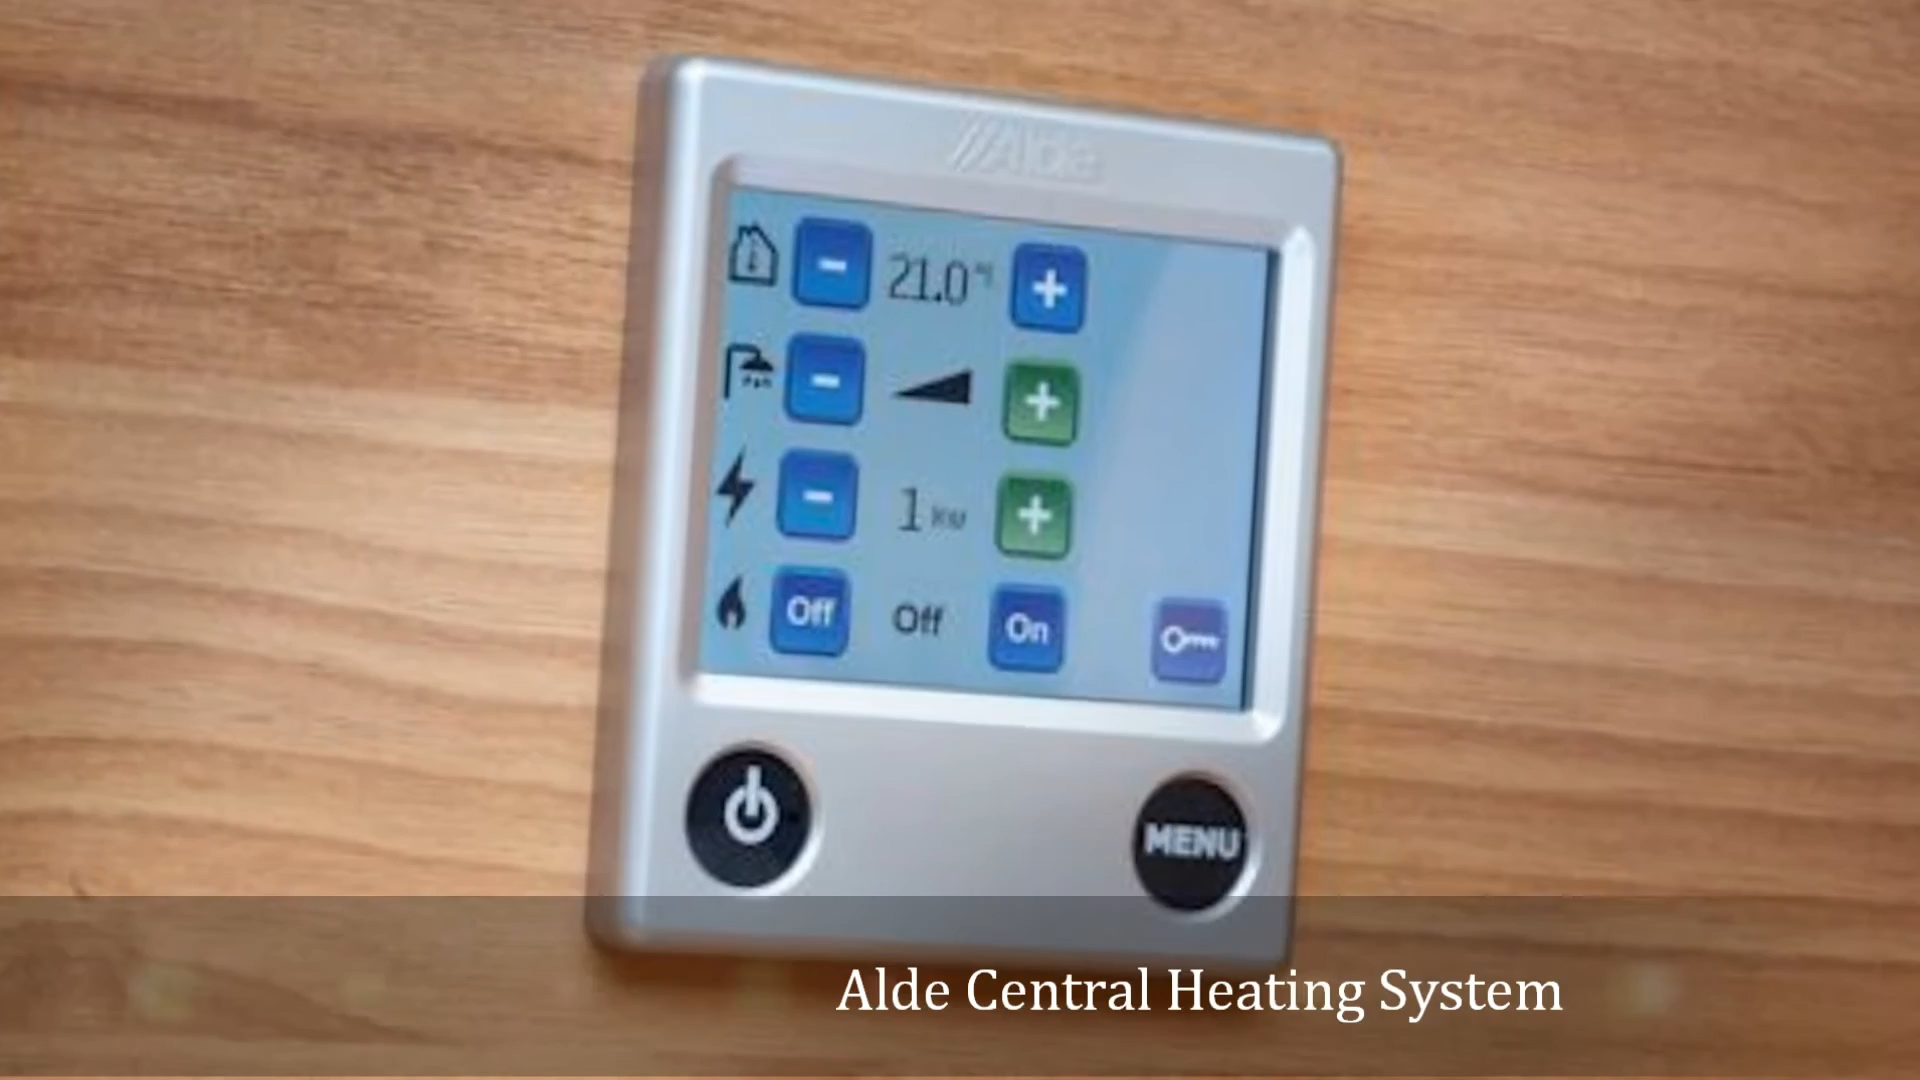 Alde
- 21.0 +
- +
- 1 kW +
Off Off On
MENU
Alde Central Heating System